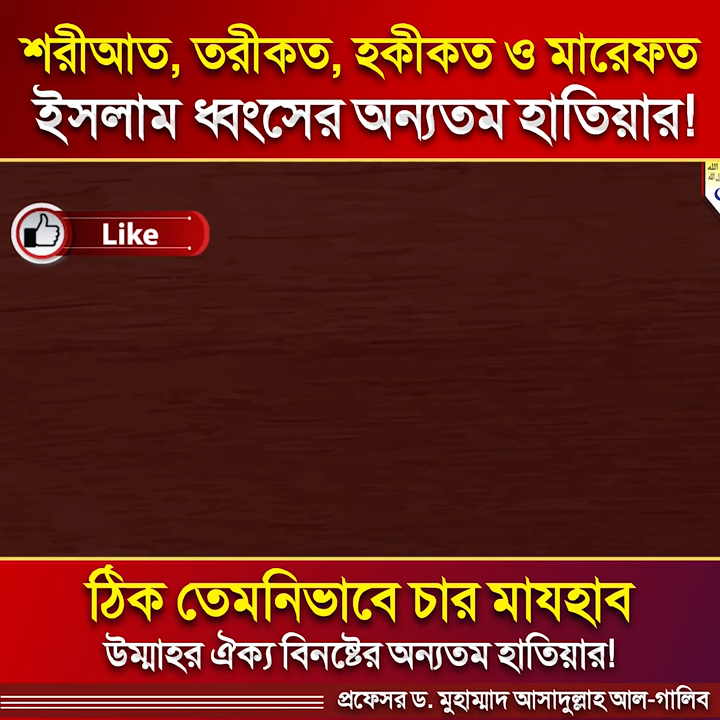 শরীআত, তরীকত, হকীকত ও মারেফত
ইসলাম ধ্বংসের অন্যতম হাতিয়ার!
Like
ঠিক তেমনিভাবে চার মাযহাব
উম্মাহর ঐক্য বিনষ্টের অন্যতম হাতিয়ার!
প্রফেসর ড. মুহাম্মাদ আসাদুল্লাহ আল-গালিব